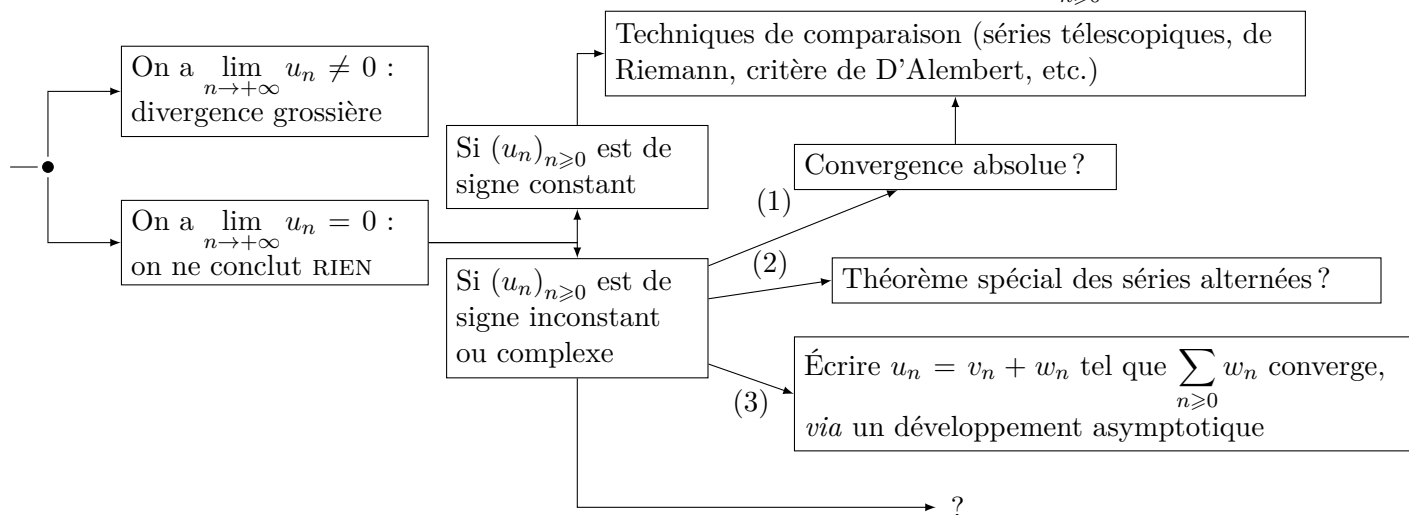 n⩾0
Techniques de comparaison (séries télescopiques, de
Riemann, critère de D'Alembert, etc.)
On a lim u_n ≠ 0 :
n→+∞
divergence grossière
Si (u_n)_{n⩾0} est de
signe constant
Convergence absolue ?
(1)
On a lim u_n = 0 :
n→+∞
on ne conclut RIEN
Si (u_n)_{n⩾0} est de
signe inconstant
ou complexe
(2)
Théorème spécial des séries alternées ?
(3)
Écrire u_n = v_n + w_n tel que ∑ w_n converge,
n⩾0
via un développement asymptotique
?